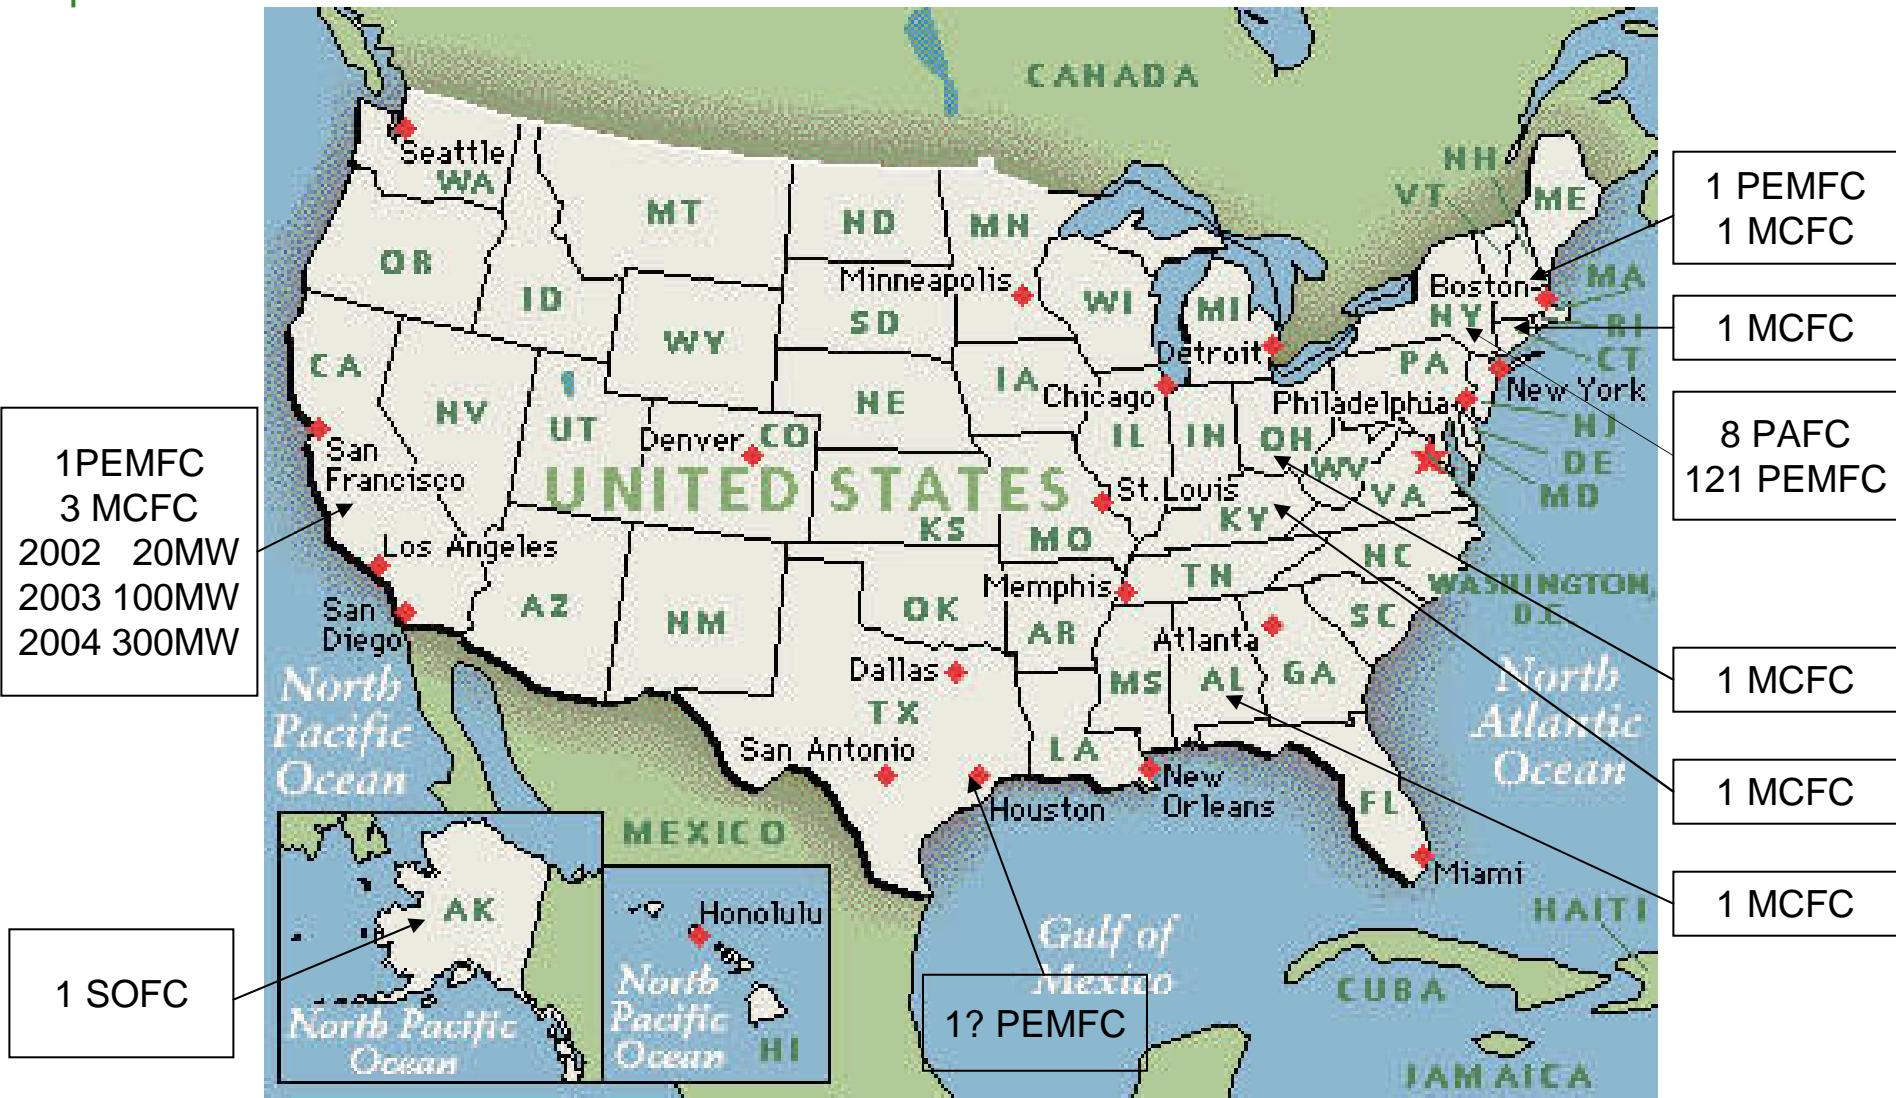 CANADA
Seattle
WA
MT
ND
MN
OR
ID
Minneapolis
WI
MI
SD
WY
CA
NV
UT
Denver
CO
NE
IA
Chicago
Detroit
IL
IN
OH
PA
NY
Boston
NH
VT
ME
MA
RI
CT
New York
Philadelphia
NJ
DE
MD
WV
VA
San
Francisco
UNITED STATES
St. Louis
KS
MO
KY
Los Angeles
San
Diego
AZ
NM
OK
AR
Memphis
TN
NC
WASHINGTON,
D.C
SC
Atlanta
GA
AL
MS
LA
Dallas
TX
San Antonio
Houston
New
Orleans
FL
Miami
North
Pacific
Ocean
North
Atlantic
Ocean
MEXICO
Gulf of
Mexico
HAITI
CUBA
JAMAICA
AK
North Pacific
Ocean
Honolulu
North
Pacific
Ocean
HI
1PEMFC
3 MCFC
2002 20MW
2003 100MW
2004 300MW
1 SOFC
1? PEMFC
1 PEMFC
1 MCFC
1 MCFC
8 PAFC
121 PEMFC
1 MCFC
1 MCFC
1 MCFC